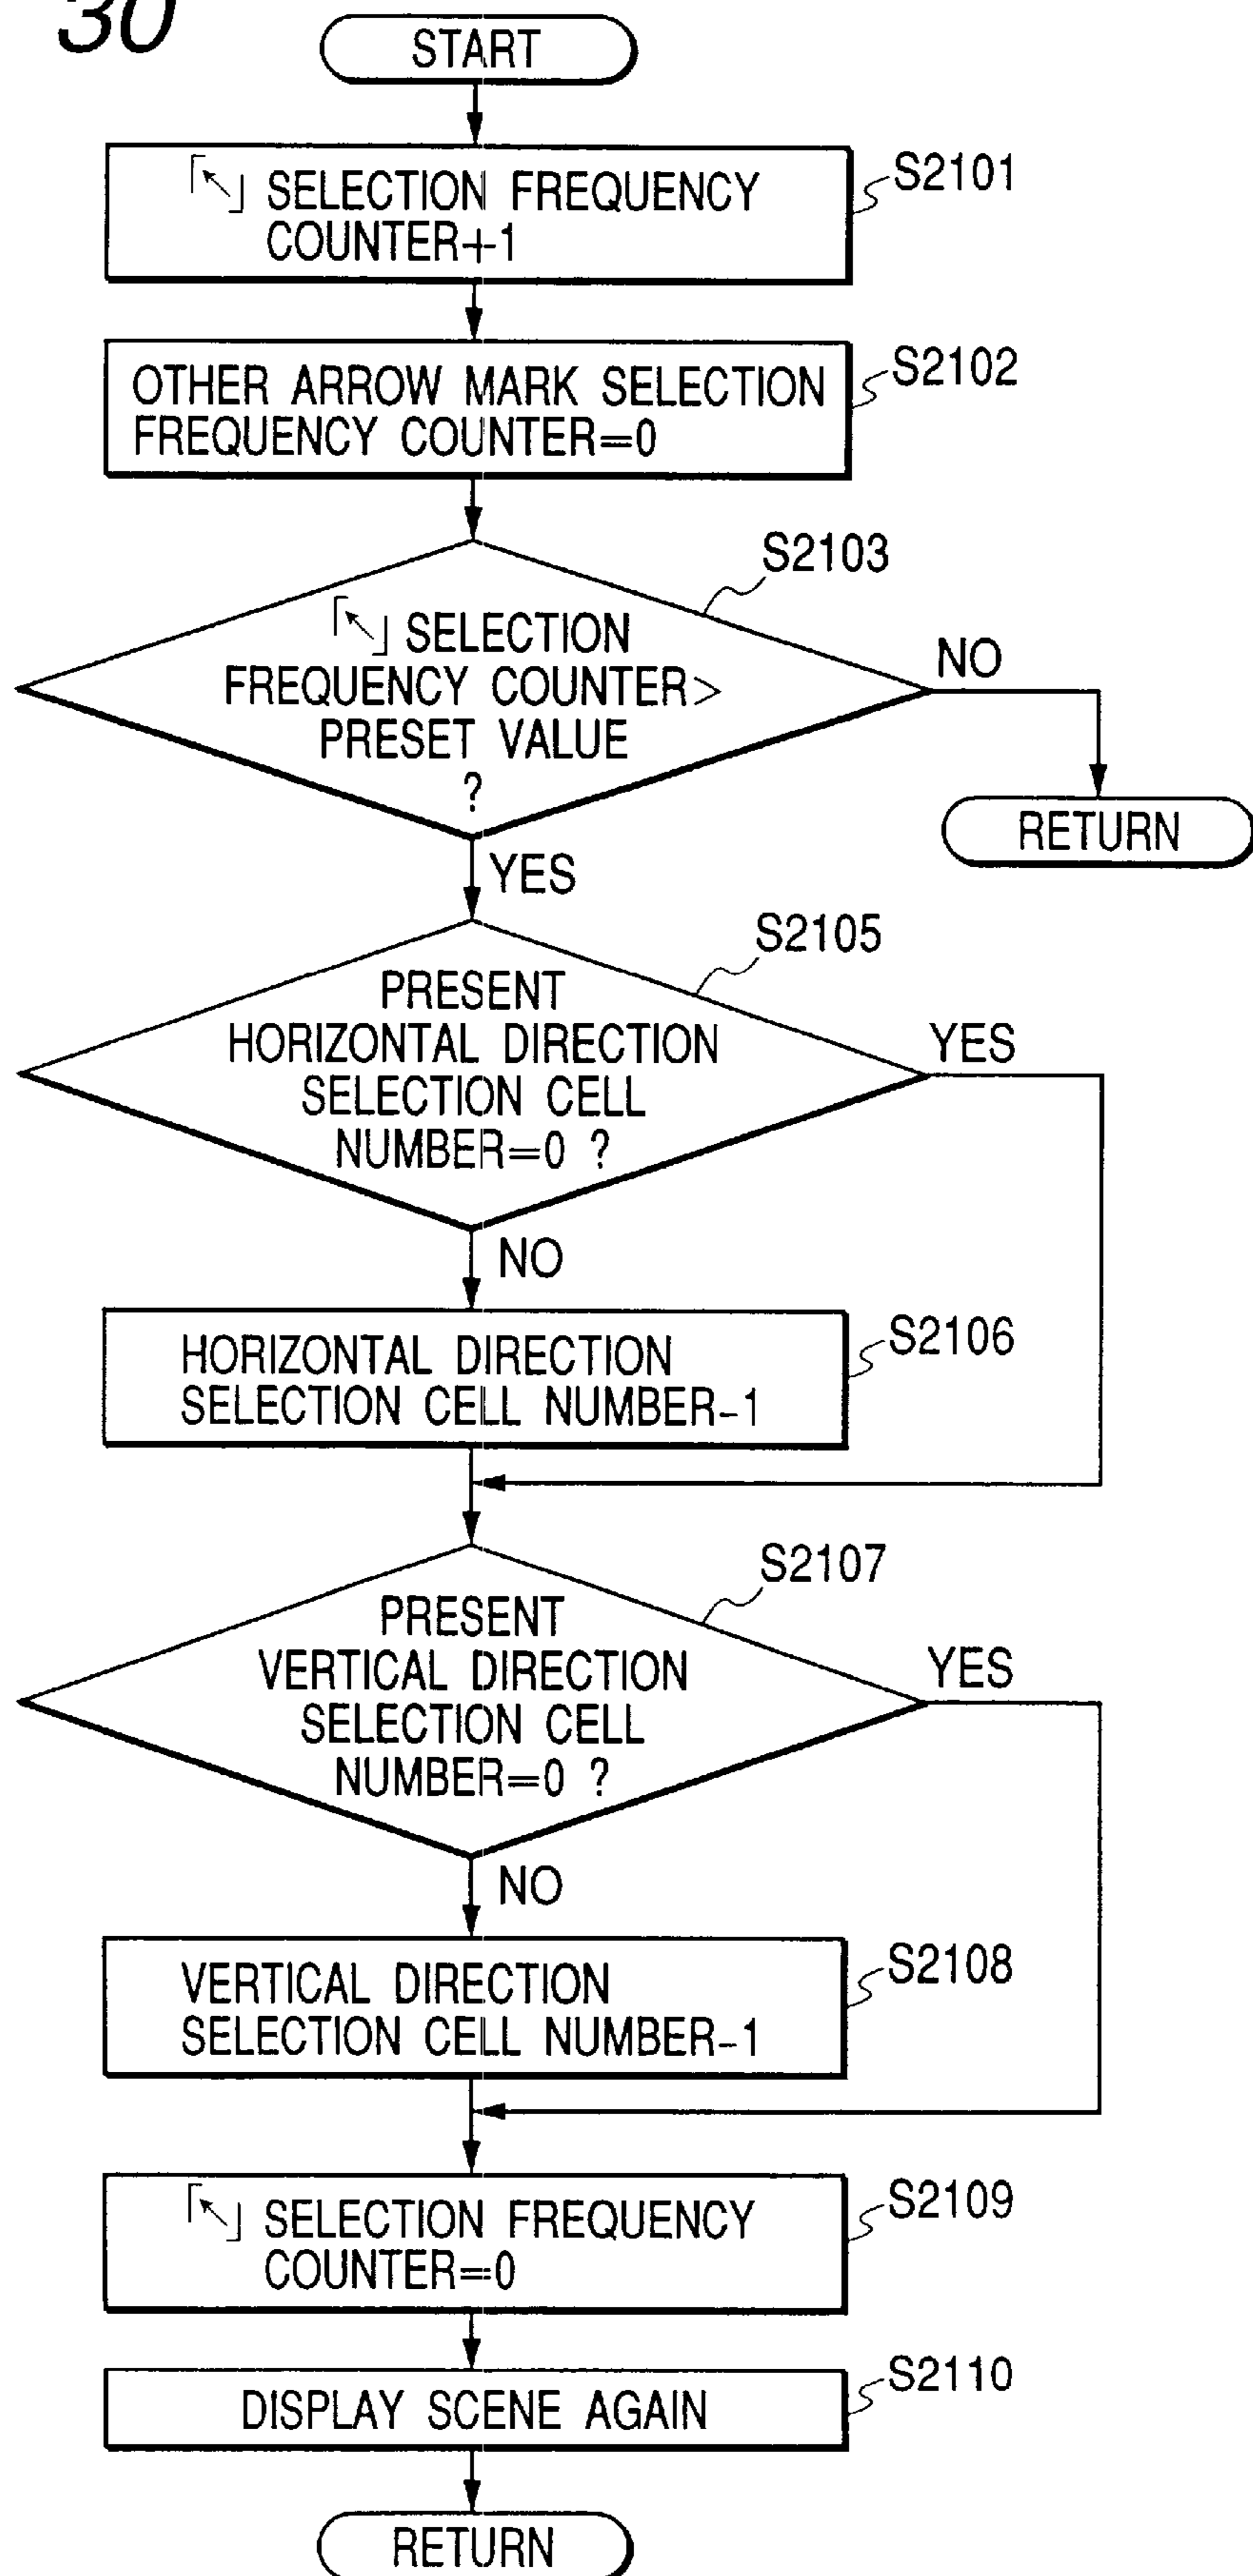 30
START
「↖」 SELECTION FREQUENCY
COUNTER+1
S2101
OTHER ARROW MARK SELECTION
FREQUENCY COUNTER=0
S2102
S2103
「↖」 SELECTION
FREQUENCY COUNTER>
PRESET VALUE
?
NO
RETURN
YES
S2105
PRESENT
HORIZONTAL DIRECTION
SELECTION CELL
NUMBER=0 ?
YES
NO
HORIZONTAL DIRECTION
SELECTION CELL NUMBER-1
S2106
S2107
PRESENT
VERTICAL DIRECTION
SELECTION CELL
NUMBER=0 ?
YES
NO
VERTICAL DIRECTION
SELECTION CELL NUMBER-1
S2108
「↖」 SELECTION FREQUENCY
COUNTER=0
S2109
DISPLAY SCENE AGAIN
S2110
RETURN